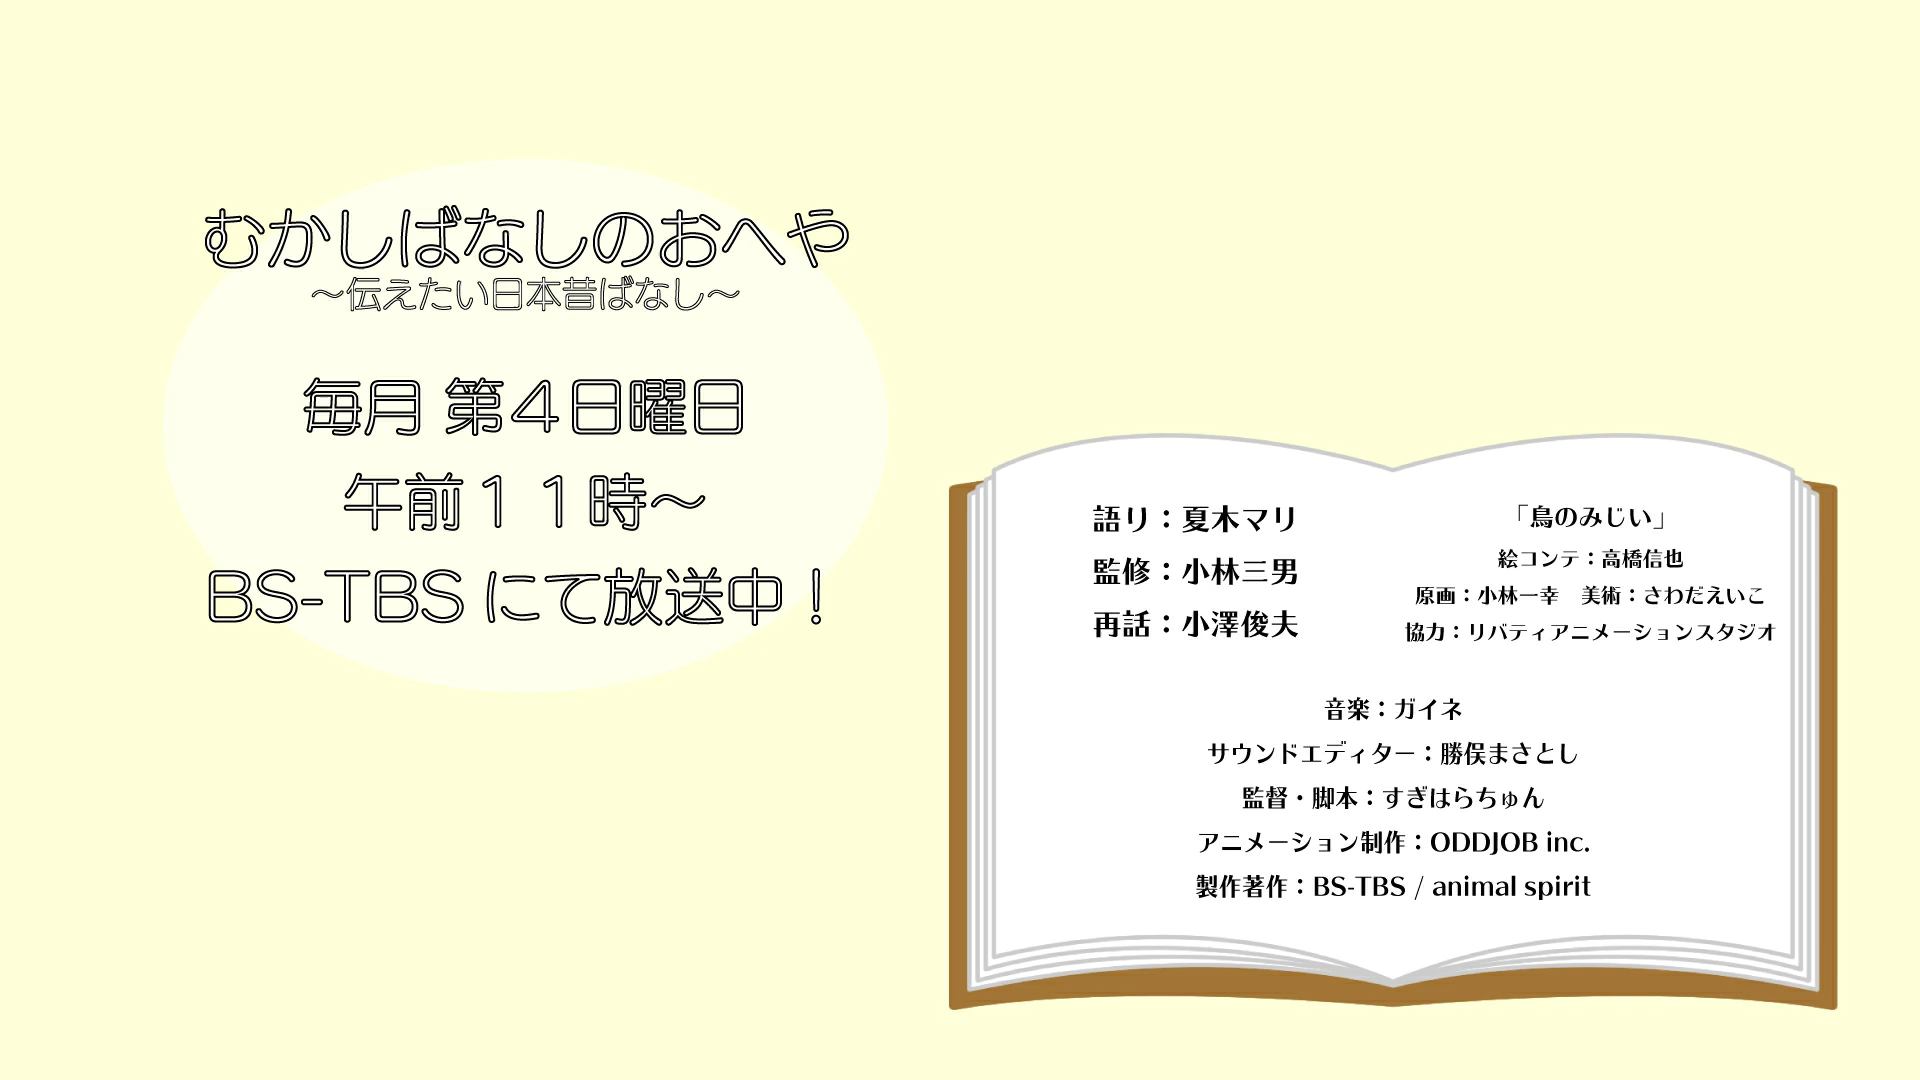 むかしばなしのおへや
～伝えたい日本昔ばなし～
毎月 第４日曜日
午前１１時～
BS-TBS にて放送中！
語り：夏木マリ
監修：小林三男
再話：小澤俊夫
「鳥のみじい」
絵コンテ：高橋信也
原画：小林一幸　美術：さわだえいこ
協力：リバティアニメーションスタジオ
音楽：ガイネ
サウンドエディター：勝俣まさとし
監督・脚本：すぎはらちゅん
アニメーション制作：ODDJOB inc.
製作著作：BS-TBS / animal spirit